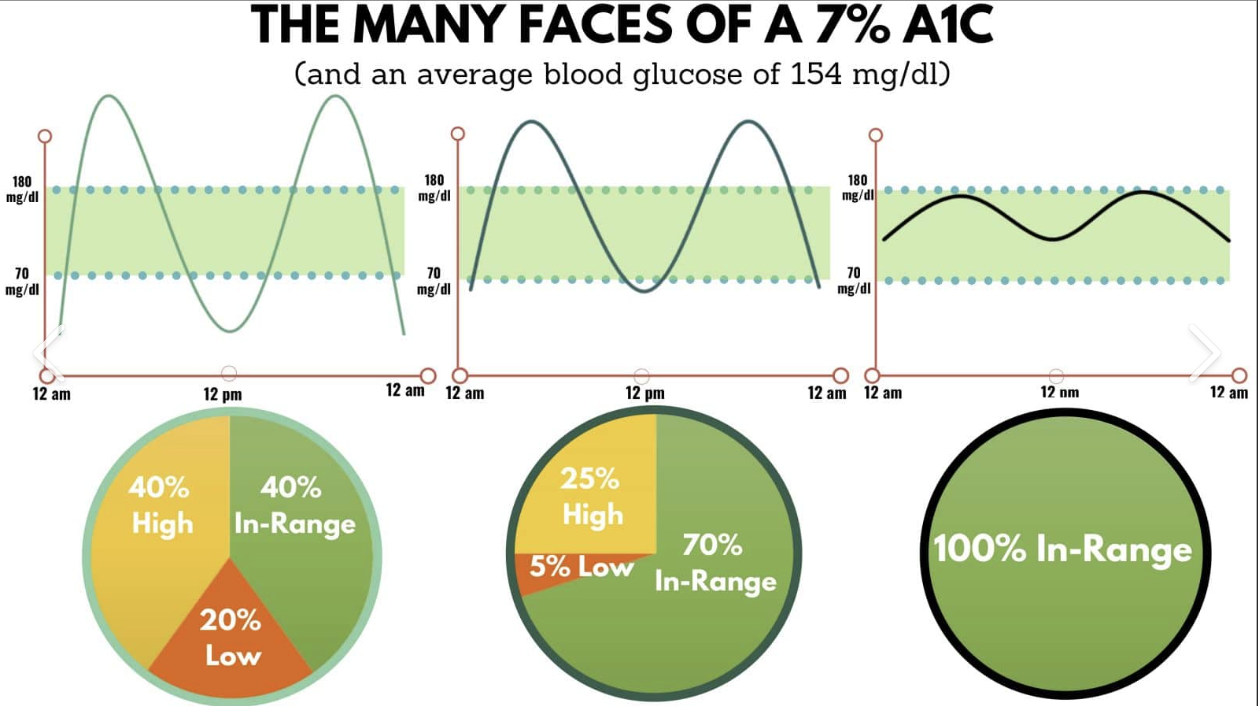 THE MANY FACES OF A 7% A1C
(and an average blood glucose of 154 mg/dl)
180
mg/dl
70
mg/dl
12 am
12 pm
12 am
180
mg/dl
70
mg/dl
12 am
12 pm
12 am
180
mg/dl
70
mg/dl
12 am
12 nm
12 am
40%
High
40%
In-Range
20%
Low
25%
High
5% Low
70%
In-Range
100% In-Range